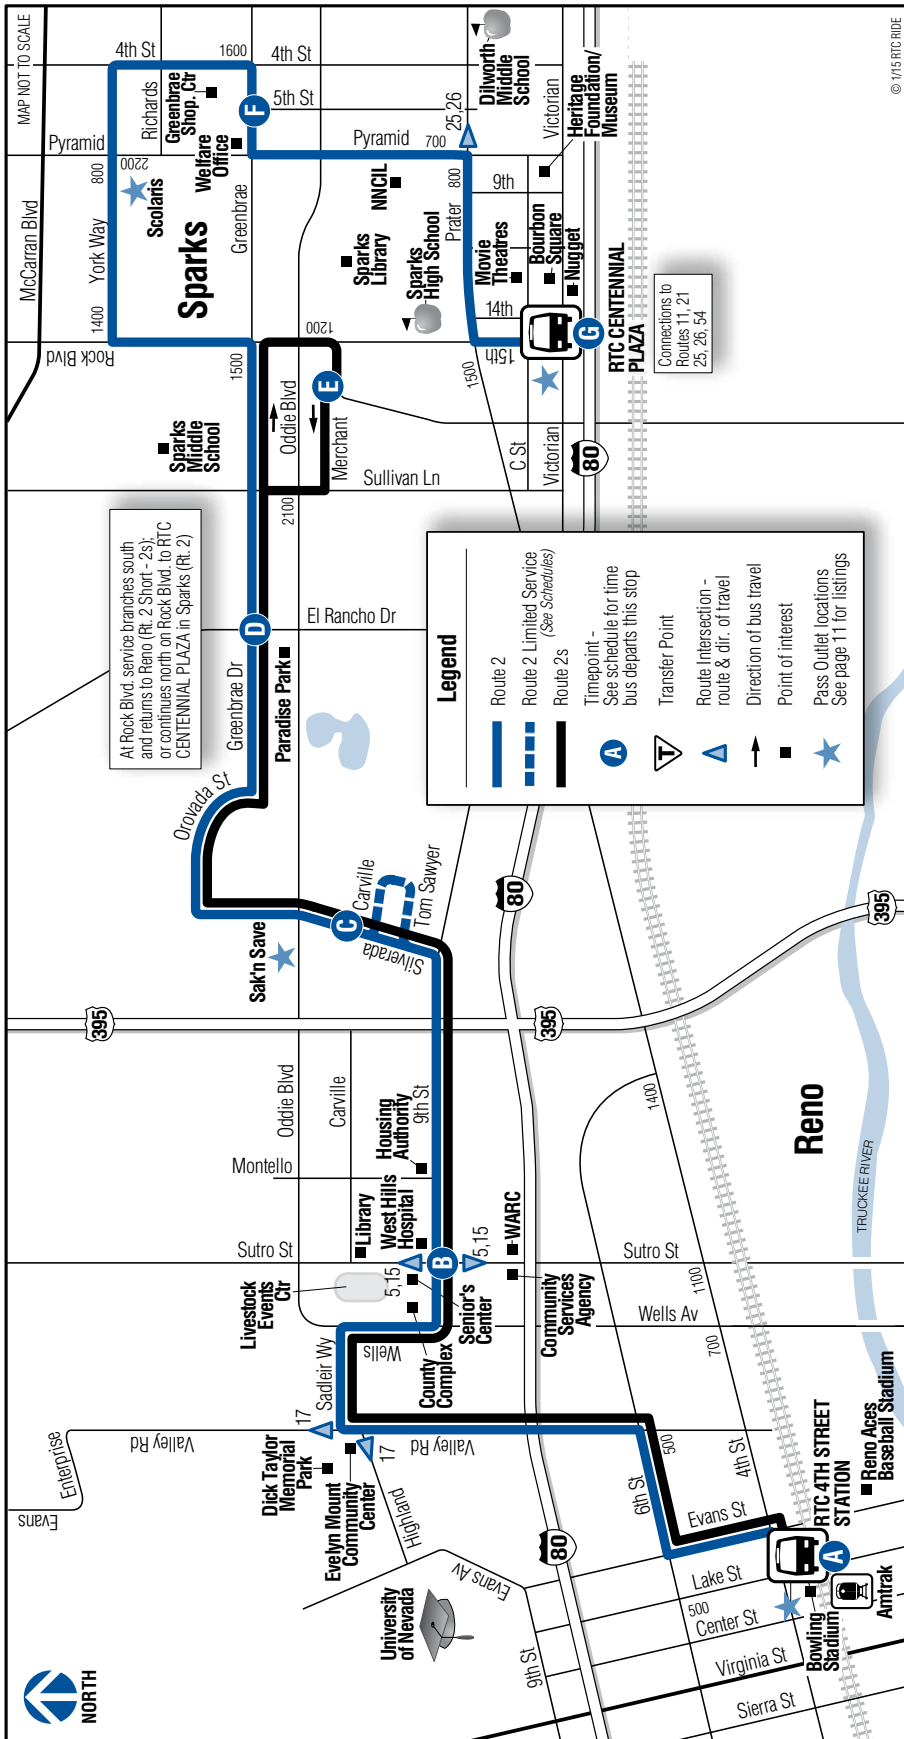 NORTH
MAP NOT TO SCALE
© 1/15 RTC RIDE
Evans
Enterprise
Valley Rd
17
Sadleir Wy
Dick Taylor
Memorial
Park
Evelyn Mount
Community
Center
17
Highland
Valley Rd
University
of Nevada
Evans Av
9th St
80
Lake St
500
Center St
Virginia St
Sierra St
Bowling
Stadium
Amtrak
A
RTC 4TH STREET
STATION
Reno Aces
Baseball Stadium
Evans St
6th St
500
4th St
700
Wells Av
1100
Sutro St
1400
Reno
TRUCKEE RIVER
Livestock
Events
Ctr
Wells
County
Complex
Senior's
Center
5,15
B
5,15
Sutro St
Library
West Hills
Hospital
WARC
Community
Services
Agency
Montello
Housing
Authority
9th St
Oddie Blvd
Carville
395
395
395
80
Sak'n Save
C
Silverada
Carville
Tom Sawyer
Orovada St
Greenbrae Dr
Paradise Park
D
El Rancho Dr
At Rock Blvd. service branches south
and returns to Reno (Rt. 2 Short - 2s);
or continues north on Rock Blvd. to RTC
CENTENNIAL PLAZA in Sparks (Rt. 2)
2100
Sullivan Ln
Sparks
Middle
School
Oddie Blvd
Merchant
E
1200
1500
Rock Blvd
1400
York Way
McCarran Blvd
Sparks
Scolaris
2200
800
Pyramid
Richards
4th St
1600
4th St
Greenbrae
Shop. Ctr
Welfare
Office
Greenbrae
F
5th St
Pyramid
700
25,26
Dilworth
Middle
School
NNCIL
Sparks
Library
Sparks
High School
Prater
800
9th
Victorian
Heritage
Foundation/
Museum
Movie
Theatres
Bourbon
Square
Nugget
14th
15th
1500
C St
Victorian
80
G
RTC CENTENNIAL
PLAZA
Connections to
Routes 11, 21
25, 26, 54
Legend
Route 2
Route 2 Limited Service
(See Schedules)
Route 2s
A
Timepoint -
See schedule for time
bus departs this stop
T
Transfer Point
Route Intersection -
route & dir. of travel
Direction of bus travel
Point of interest
Pass Outlet locations
See page 11 for listings